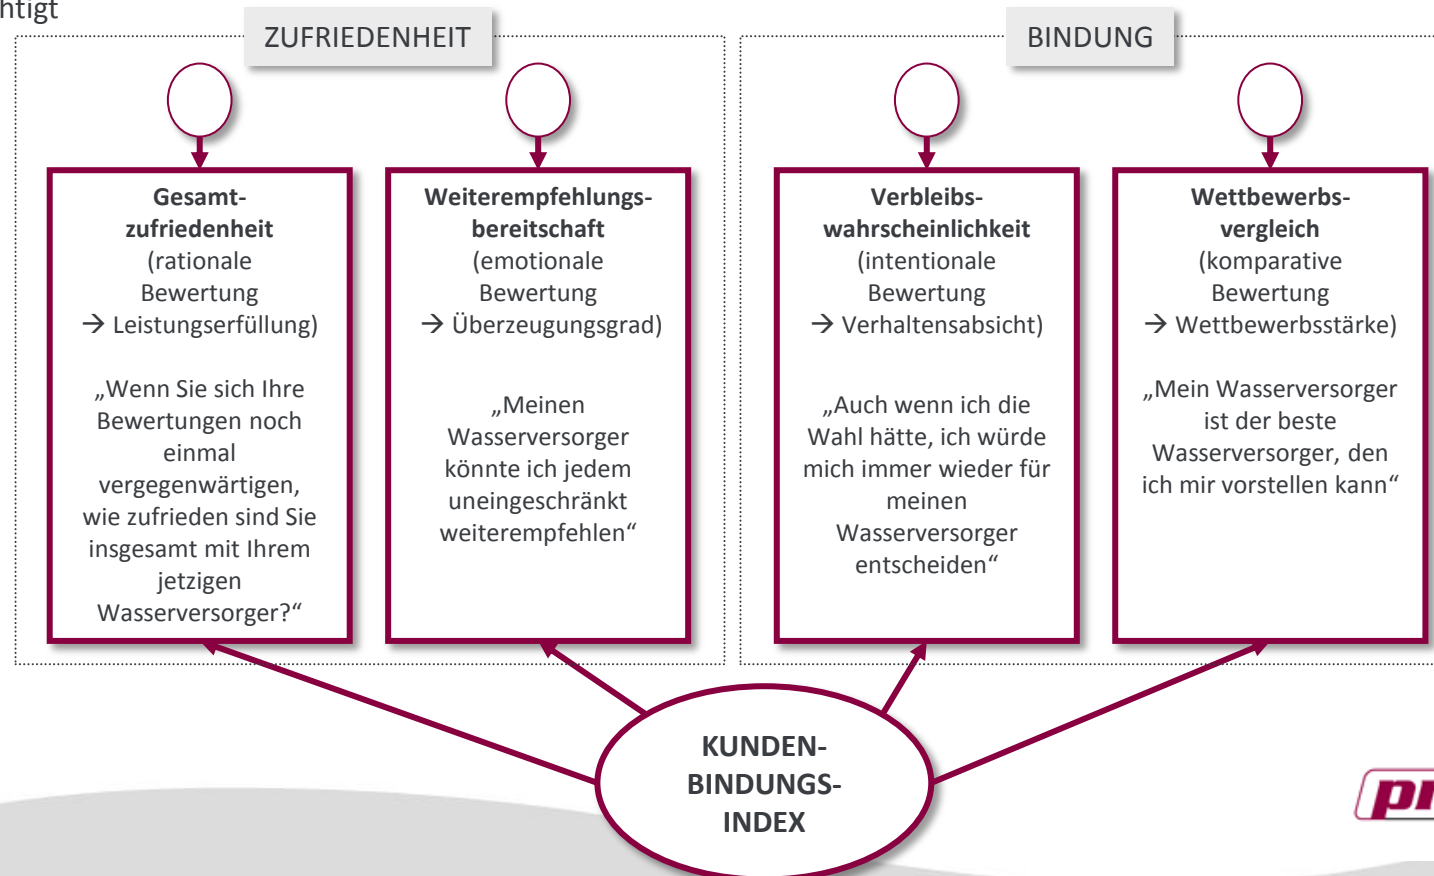 htigt
ZUFRIEDENHEIT
BINDUNG
Gesamt-
zufriedenheit
(rationale
Bewertung
→ Leistungserfüllung)
„Wenn Sie sich Ihre
Bewertungen noch
einmal
vergegenwärtigen,
wie zufrieden sind Sie
insgesamt mit Ihrem
jetzigen
Wasserversorger?“
Weiterempfehlungs-
bereitschaft
(emotionale
Bewertung
→ Überzeugungsgrad)
„Meinen
Wasserversorger
könnte ich jedem
uneingeschränkt
weiterempfehlen“
Verbleibs-
wahrscheinlichkeit
(intentionale
Bewertung
→ Verhaltensabsicht)
„Auch wenn ich die
Wahl hätte, ich würde
mich immer wieder für
meinen
Wasserversorger
entscheiden“
Wettbewerbs-
vergleich
(komparative
Bewertung
→ Wettbewerbsstärke)
„Mein Wasserversorger
ist der beste
Wasserversorger, den
ich mir vorstellen kann“
KUNDEN-
BINDUNGS-
INDEX